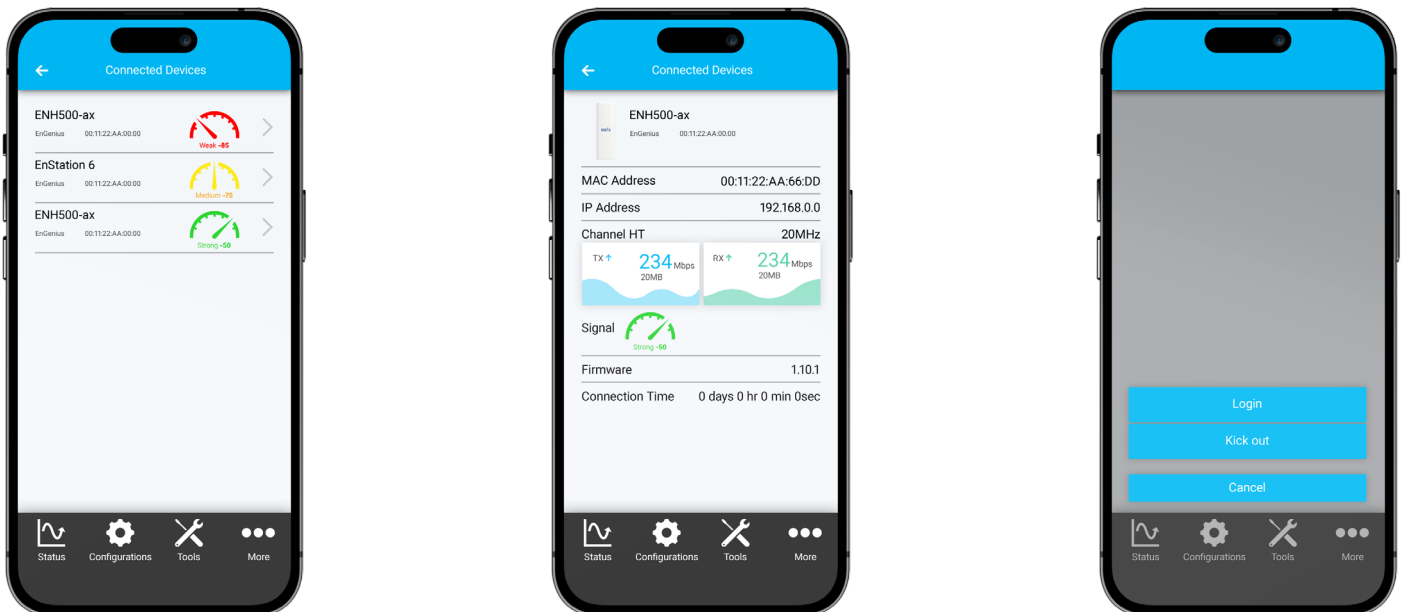 Connected Devices
ENH500-ax
EnGenius 00:11:22:AA:00:00
Weak -85
EnStation 6
EnGenius 00:11:22:AA:00:00
Medium -75
ENH500-ax
EnGenius 00:11:22:AA:00:00
Strong -50
Status Configurations Tools More
Connected Devices
ENH500-ax
EnGenius 00:11:22:AA:00:00
MAC Address 00:11:22:AA:66:DD
IP Address 192.168.0.0
Channel HT 20MHz
TX ↑ 234 Mbps RX ↑ 234 Mbps
20MB 20MB
Signal
Strong -50
Firmware 1.10.1
Connection Time 0 days 0 hr 0 min 0sec
Status Configurations Tools More
Login
Kick out
Cancel
Status Configurations Tools More